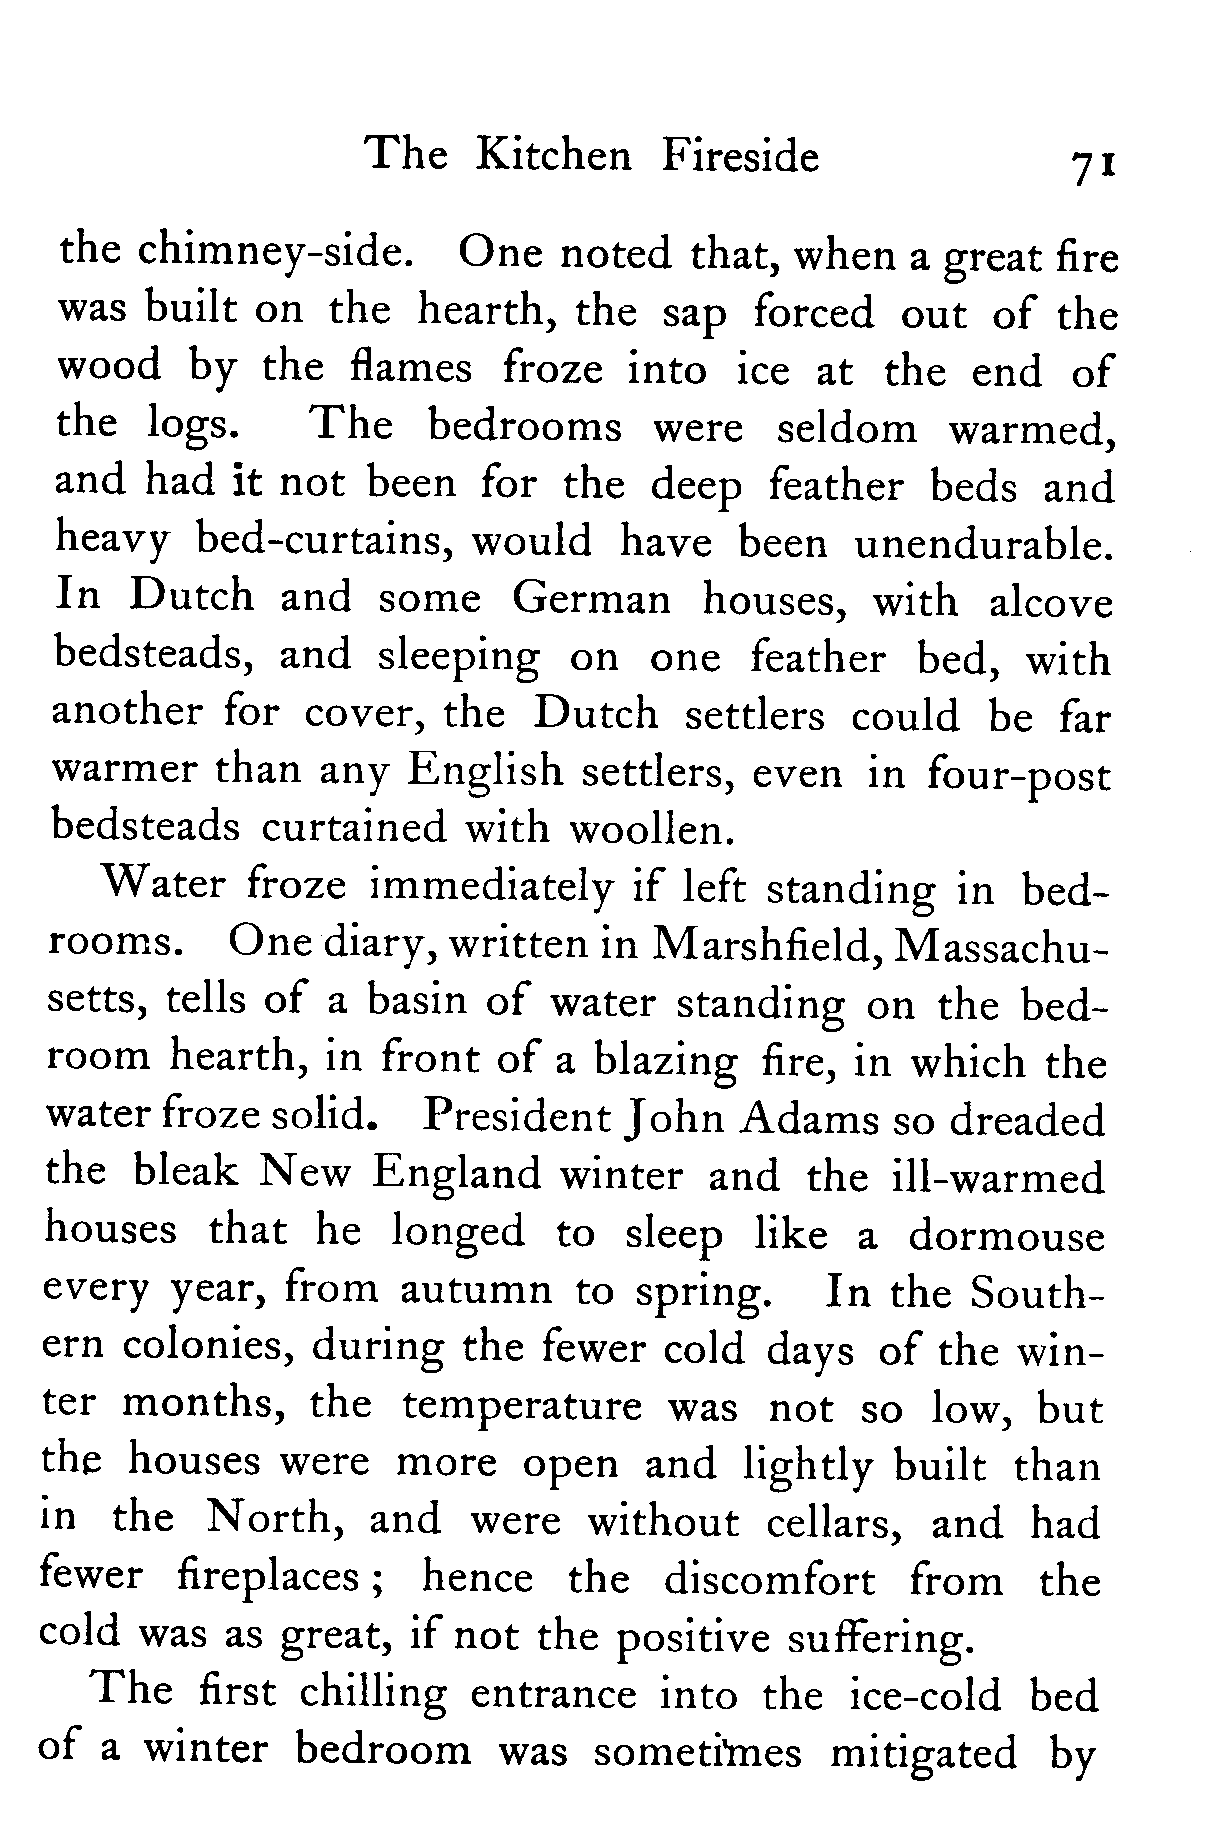 The Kitchen Fireside 71
the chimney-side. One noted that, when a great fire
was built on the hearth, the sap forced out of the
wood by the flames froze into ice at the end of
the logs. The bedrooms were seldom warmed,
and had it not been for the deep feather beds and
heavy bed-curtains, would have been unendurable.
In Dutch and some German houses, with alcove
bedsteads, and sleeping on one feather bed, with
another for cover, the Dutch settlers could be far
warmer than any English settlers, even in four-post
bedsteads curtained with woollen.
Water froze immediately if left standing in bed-
rooms. One diary, written in Marshfield, Massachu-
setts, tells of a basin of water standing on the bed-
room hearth, in front of a blazing fire, in which the
water froze solid. President John Adams so dreaded
the bleak New England winter and the ill-warmed
houses that he longed to sleep like a dormouse
every year, from autumn to spring. In the South-
ern colonies, during the fewer cold days of the win-
ter months, the temperature was not so low, but
the houses were more open and lightly built than
in the North, and were without cellars, and had
fewer fireplaces ; hence the discomfort from the
cold was as great, if not the positive suffering.
The first chilling entrance into the ice-cold bed
of a winter bedroom was sometimes mitigated by